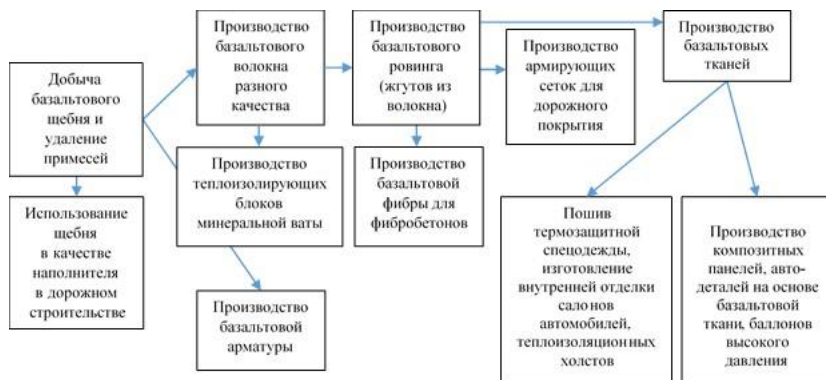 Добыча
базальтового
щебня и
удаление
примесей
Производство
базальтового
волокна
разного
качества
Производство
базальтового
ровинга
(жгутов из
волокна)
Производство
армирующих
сеток для
дорожного
покрытия
Производство
базальтовых
тканей
Использование
щебня
в качестве
наполнителя
в дорожном
строительстве
Производство
теплоизолирующих
блоков
минеральной ваты
Производство
базальтовой
фибры для
фибробетонов
Производство
базальтовой
арматуры
Пошив
термозащитной
спецодежды,
изготовление
внутренней отделки
салонов
автомобилей,
теплоизоляционных
холстов
Производство
композитных
панелей, авто-
деталей на основе
базальтовой
ткани, баллонов
высокого
давления